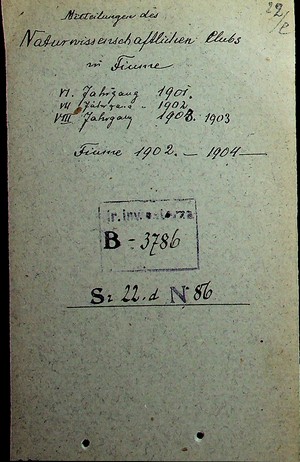 22/c
Mitteilungen des
Naturwissenschaftlichen Clubs
in Fiume
VI. Jahrgang 1901.
VII Jahrgang " 1902
VIII Jahrgang 1903. 1903
Fiume 1902. — 1904 —
B - 3786
Sz 22.d N 86